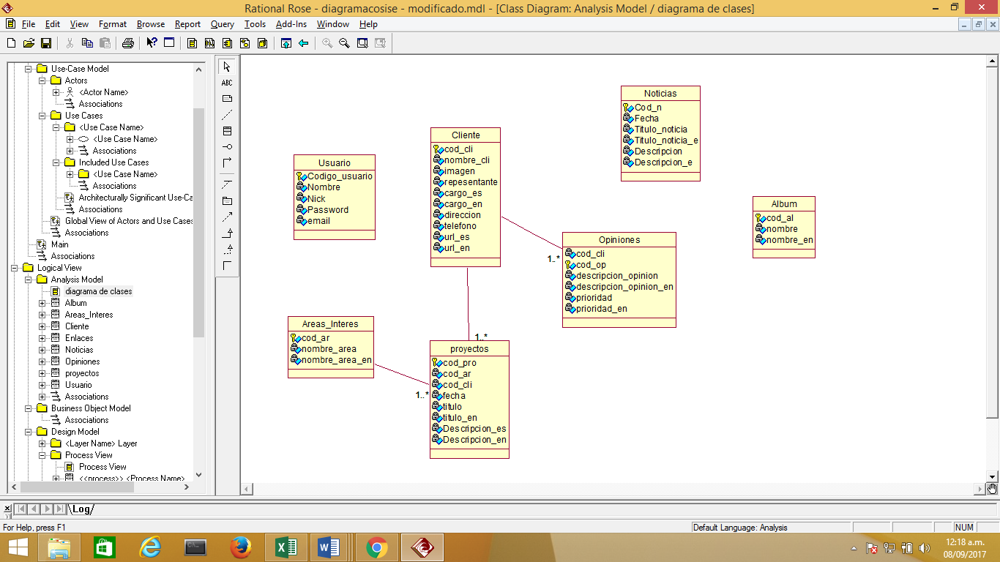 Rational Rose - diagramacosise - modificado.mdl - [Class Diagram: Analysis Model / diagrama de clases]
File Edit View Format Browse Report Query Tools Add-Ins Window Help
Use-Case Model
Actors
<Actor Name>
Associations
Use Cases
<Use Case Name>
<Use Case Name>
Associations
Included Use Cases
<Use Case Name>
Associations
Architecturally Significant Use-Ca
Associations
Global View of Actors and Use Cases
Associations
Main
Associations
Logical View
Analysis Model
diagrama de clases
Album
Areas_Interes
Cliente
Enlaces
Noticias
Opiniones
proyectos
Usuario
Associations
Business Object Model
Associations
Design Model
<Layer Name> Layer
Process View
Process View
<<process>> <Process Name>
ABC
Usuario
Codigo_usuario
Nombre
Nick
Password
email
Cliente
cod_cli
nombre_cli
imagen
repesentante
cargo_es
cargo_en
direccion
telefono
url_es
url_en
Noticias
Cod_n
Fecha
Titulo_noticia
Titulo_noticia_e
Descripcion
Descripcion_e
Album
cod_al
nombre
nombre_en
1..*
Opiniones
cod_cli
cod_op
descripcion_opinion
descripcion_opinion_en
prioridad
prioridad_en
Areas_Interes
cod_ar
nombre_area
nombre_area_en
1..*
1..*
proyectos
cod_pro
cod_ar
cod_cli
fecha
titulo
titulo_en
Descripcion_es
Descripcion_en
Log
For Help, press F1
Default Language: Analysis
NUM
12:18 a.m.
08/09/2017